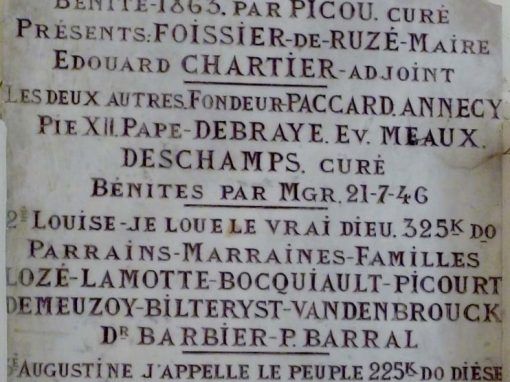 BÉNITE-1863. PAR PICOU. CURÉ
PRÉSENTS: FOISSIER-DE-RUZÉ-MAIRE
EDOUARD CHARTIER-ADJOINT
LES DEUX AUTRES. FONDEUR-PACCARD. ANNECY
PIE XII. PAPE-DEBRAYE. EV. MEAUX.
DESCHAMPS. CURÉ
BÉNITES PAR MGR. 21-7-46
2E LOUISE-JE LOUE LE VRAI DIEU. 325K DO
PARRAINS-MARRAINES-FAMILLES
LOZÉ-LAMOTTE-BOCQUIAULT-PICOURT
DEMEUZOY-BILTERYST-VANDENBROUCK
DR BARBIER-P. BARRAL
AUGUSTINE J'APPELLE LE PEUPLE 225K DO DIÈSE